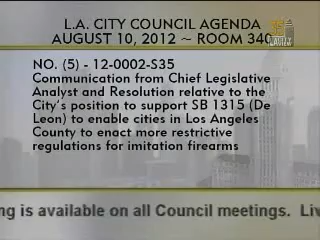 L.A. CITY COUNCIL AGENDA
AUGUST 10, 2012 ~ ROOM 340
NO. (5) - 12-0002-S35
Communication from Chief Legislative
Analyst and Resolution relative to the
City's position to support SB 1315 (De
Leon) to enable cities in Los Angeles
County to enact more restrictive
regulations for imitation firearms
ng is available on all Council meetings. Liv